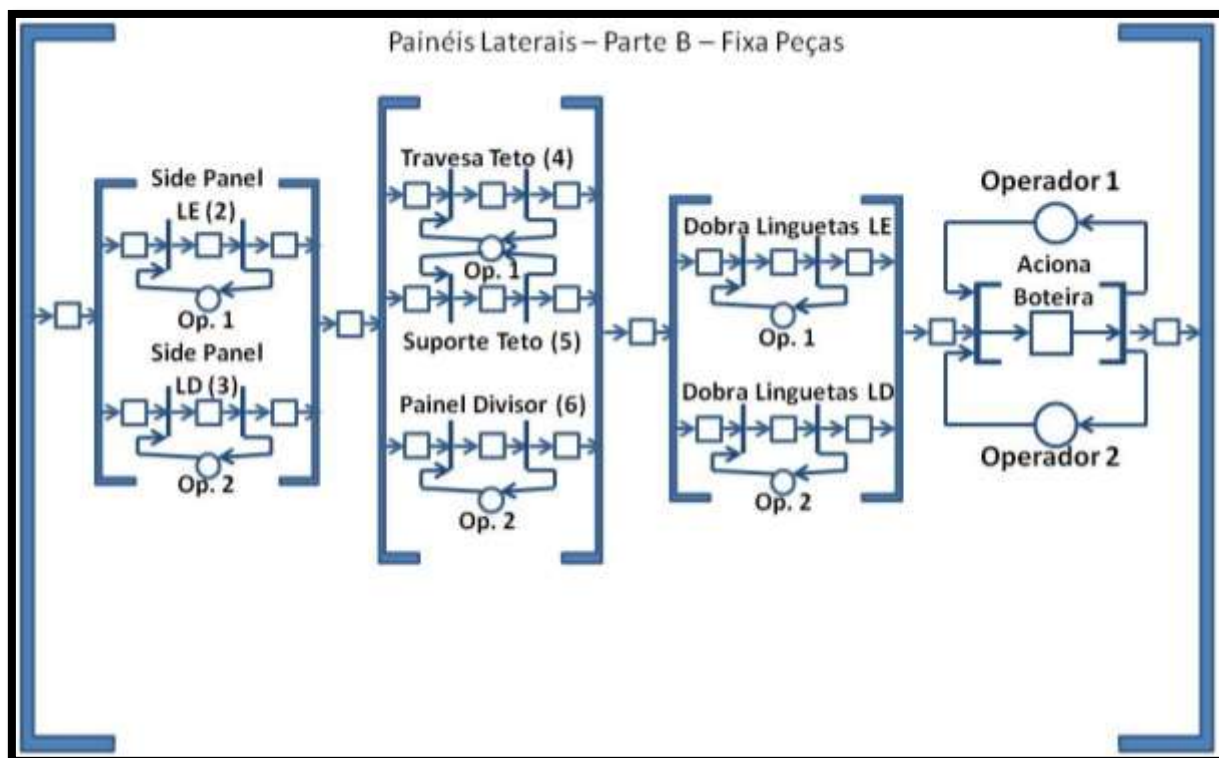 Painéis Laterais – Parte B – Fixa Peças
Side Panel
LE (2)
Op. 1
Side Panel
LD (3)
Op. 2
Travesa Teto (4)
Op. 1
Suporte Teto (5)
Painel Divisor (6)
Op. 2
Dobra Linguetas LE
Op. 1
Dobra Linguetas LD
Op. 2
Operador 1
Aciona
Boteira
Operador 2